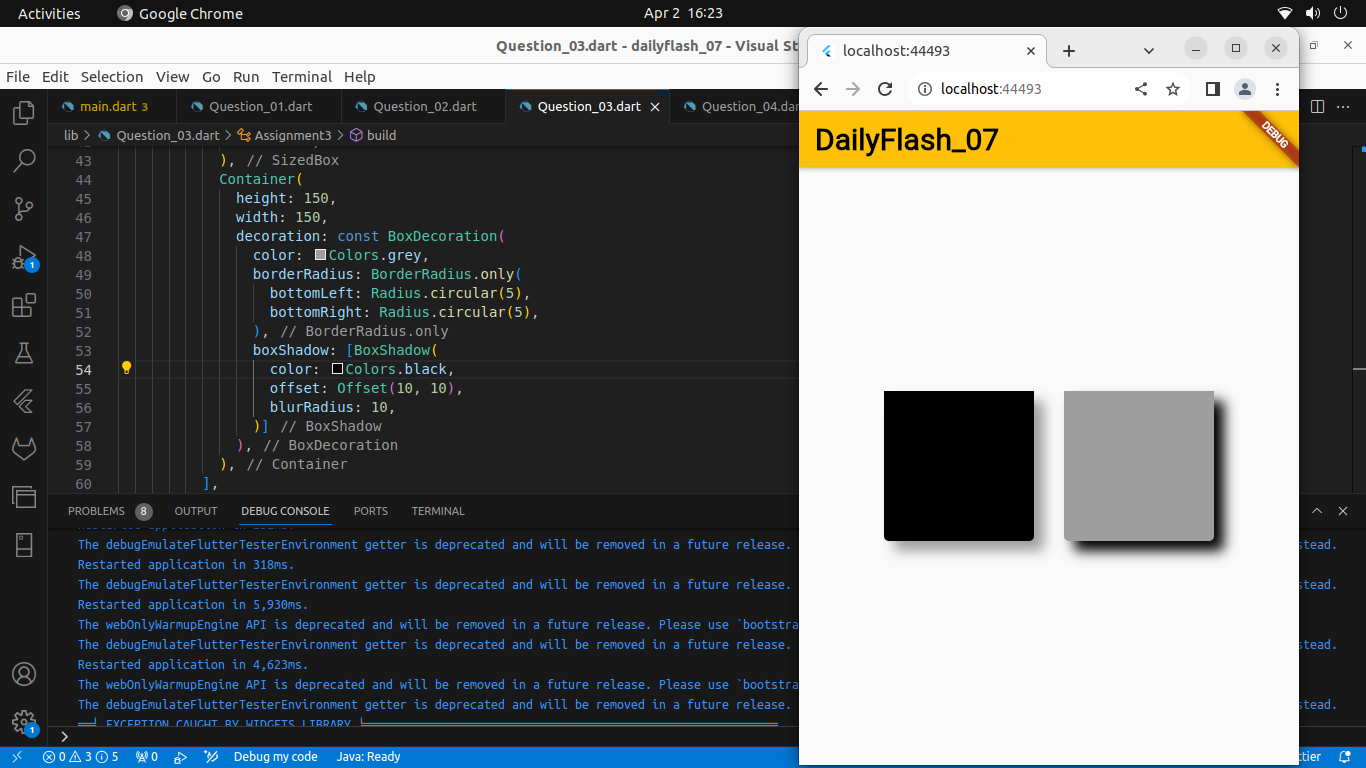 Activities
Google Chrome
Apr 2 16:23
Question_03.dart - dailyflash_07 - Visual St
File Edit Selection View Go Run Terminal Help
main.dart 3
Question_01.dart
Question_02.dart
Question_03.dart
Question_04.dar
lib > Question_03.dart > Assignment3 > build
43 ), // SizedBox
44 Container(
45 height: 150,
46 width: 150,
47 decoration: const BoxDecoration(
48 color: Colors.grey,
49 borderRadius: BorderRadius.only(
50 bottomLeft: Radius.circular(5),
51 bottomRight: Radius.circular(5),
52 ), // BorderRadius.only
53 boxShadow: [BoxShadow(
54 color: Colors.black,
55 offset: Offset(10, 10),
56 blurRadius: 10,
57 )] // BoxShadow
58 ), // BoxDecoration
59 ), // Container
60 ],
PROBLEMS 8 OUTPUT DEBUG CONSOLE PORTS TERMINAL
The debugEmulateFlutterTesterEnvironment getter is deprecated and will be removed in a future release. stead.
Restarted application in 318ms.
The debugEmulateFlutterTesterEnvironment getter is deprecated and will be removed in a future release. stead.
Restarted application in 5,930ms.
The webOnlyWarmupEngine API is deprecated and will be removed in a future release. Please use `bootstra
The debugEmulateFlutterTesterEnvironment getter is deprecated and will be removed in a future release. stead.
Restarted application in 4,623ms.
The webOnlyWarmupEngine API is deprecated and will be removed in a future release. Please use `bootstra
The debugEmulateFlutterTesterEnvironment getter is deprecated and will be removed in a future release. stead.
EXCEPTION CAUGHT BY WIDGETS LIBRARY
>
1
1
0 3 5 0 Debug my code Java: Ready
ttier
localhost:44493
localhost:44493
DailyFlash_07
DEBUG